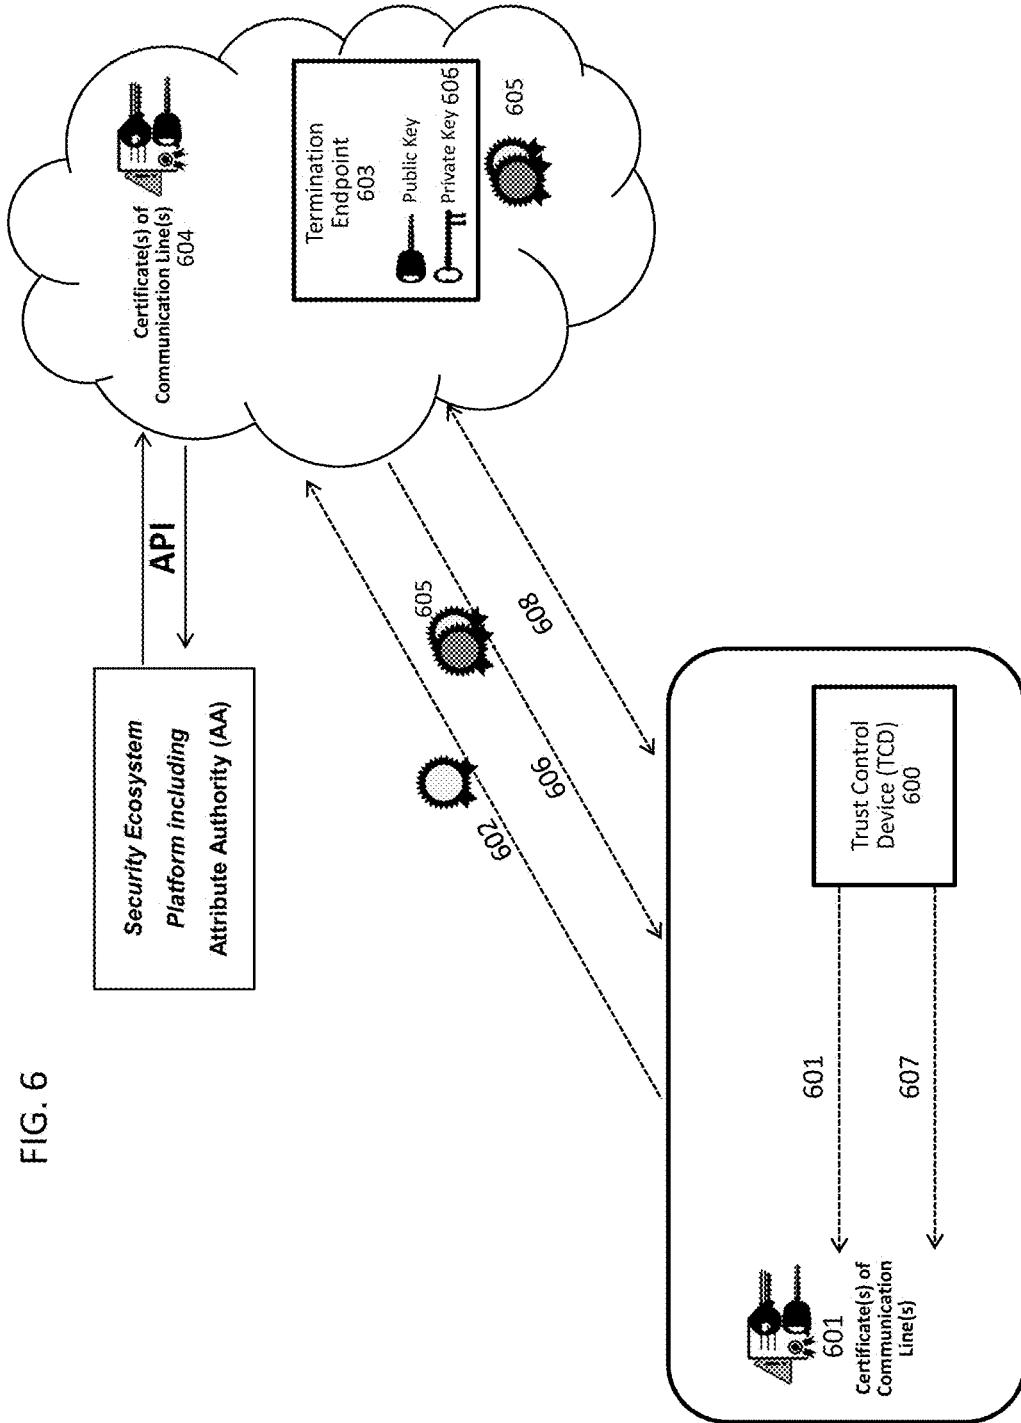 FIG. 6
Security Ecosystem
Platform including
Attribute Authority (AA)
API
Certificate(s) of
Communication Line(s)
604
Termination
Endpoint
603
Public Key
Private Key 606
605
605
602
606
608
Trust Control
Device (TCD)
600
601
607
601
Certificate(s) of
Communication
Line(s)